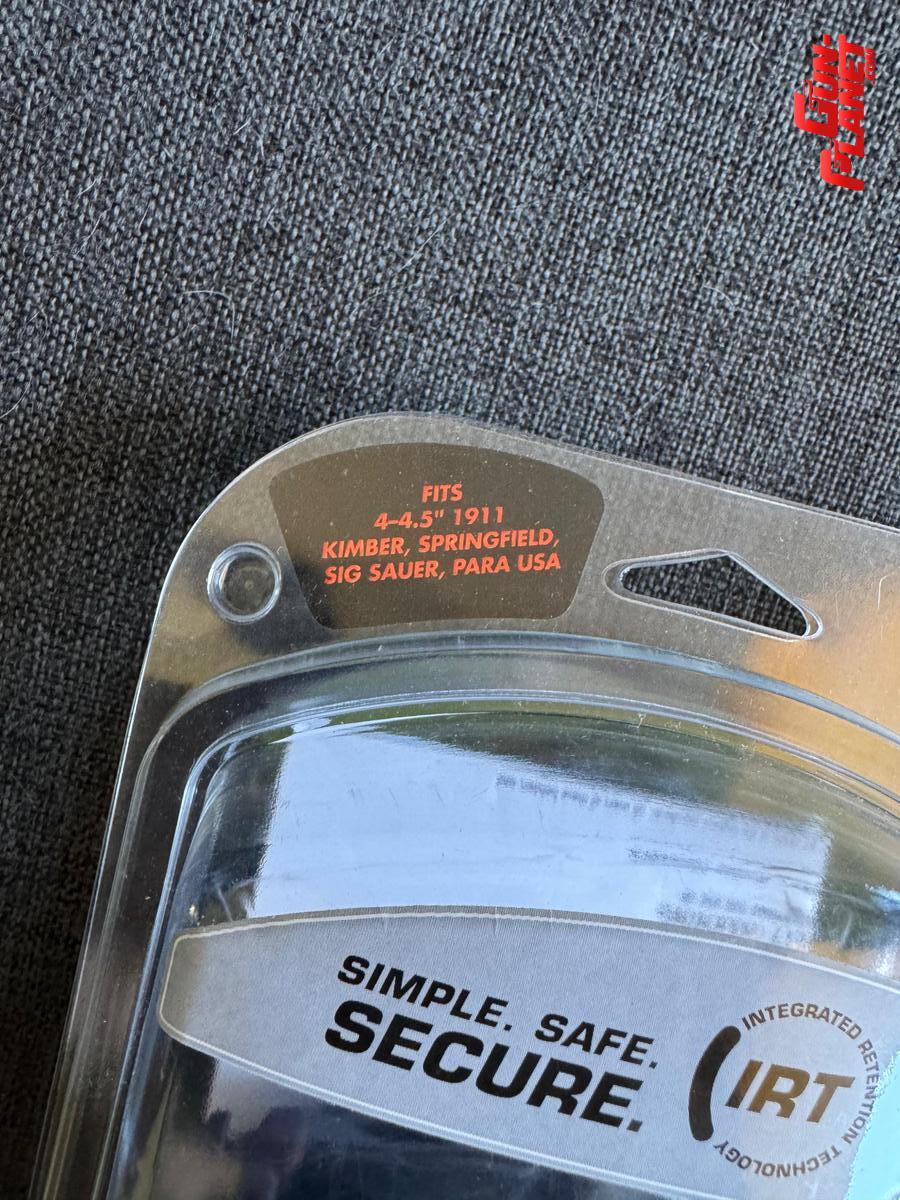 GUN-
PLANET
.COM
FITS
4–4.5" 1911
KIMBER, SPRINGFIELD,
SIG SAUER, PARA USA
SIMPLE. SAFE.
SECURE.
INTEGRATED RETENTION TECHNOLOGY
IRT